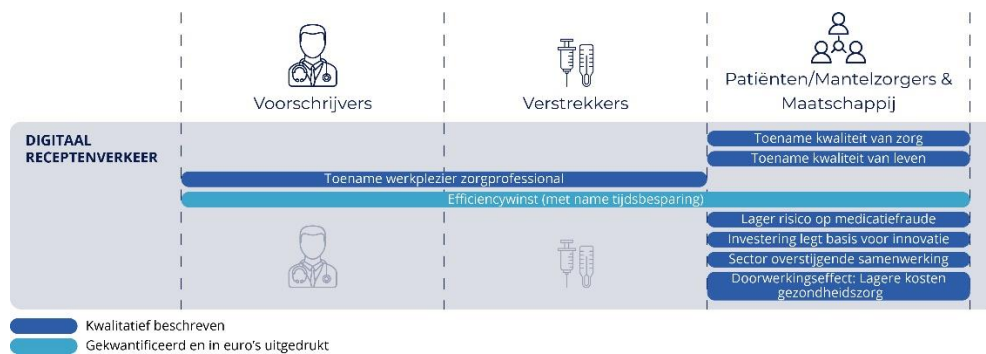 Voorschrijvers
Verstrekkers
Patiënten/Mantelzorgers &
Maatschappij
DIGITAAL
RECEPTENVERKEER
Toename kwaliteit van zorg
Toename kwaliteit van leven
Toename werkplezier zorgprofessional
Efficiencywinst (met name tijdsbesparing)
Lager risico op medicatiefraude
Investering legt basis voor innovatie
Sector overstijgende samenwerking
Doorwerkingseffect: Lagere kosten
gezondheidszorg
Kwalitatief beschreven
Gekwantificeerd en in euro's uitgedrukt